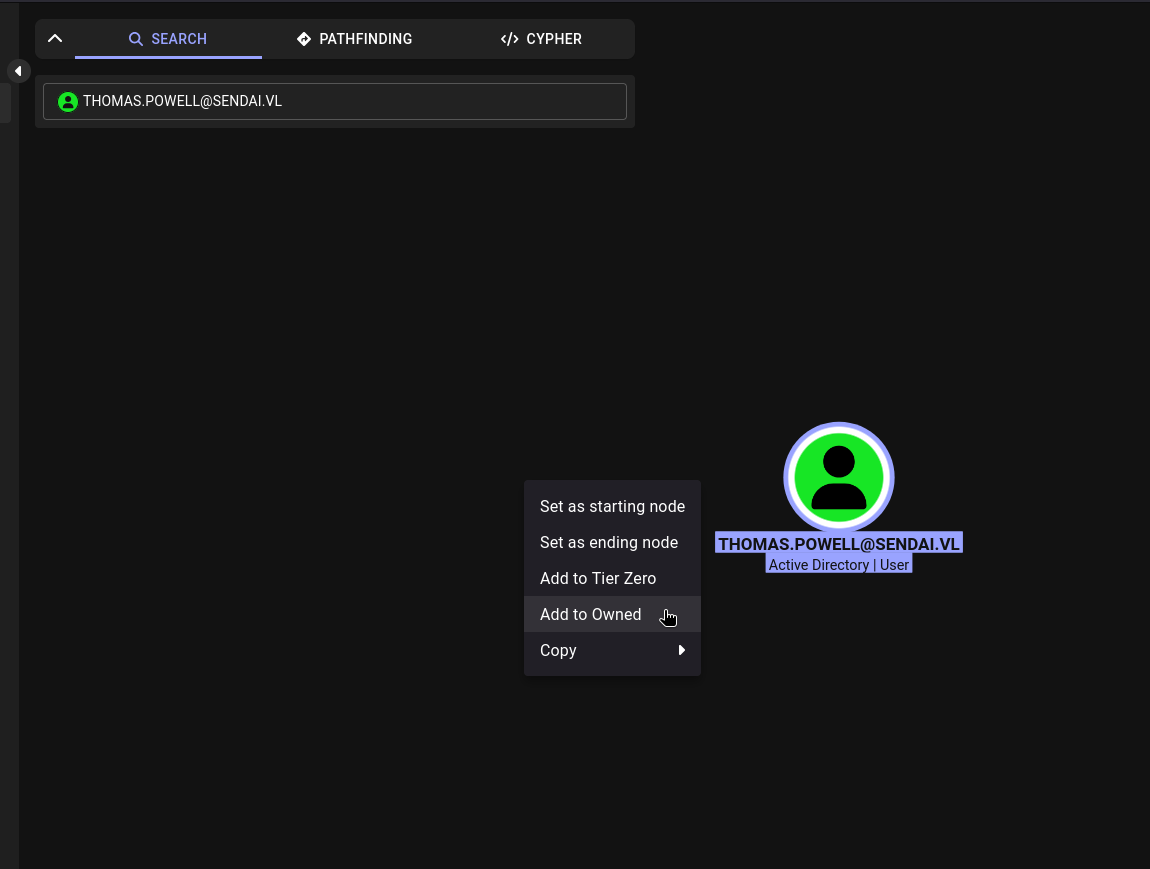 SEARCH
PATHFINDING
</> CYPHER
THOMAS.POWELL@SENDAI.VL
Set as starting node
Set as ending node
Add to Tier Zero
Add to Owned
Copy
THOMAS.POWELL@SENDAI.VL
Active Directory | User